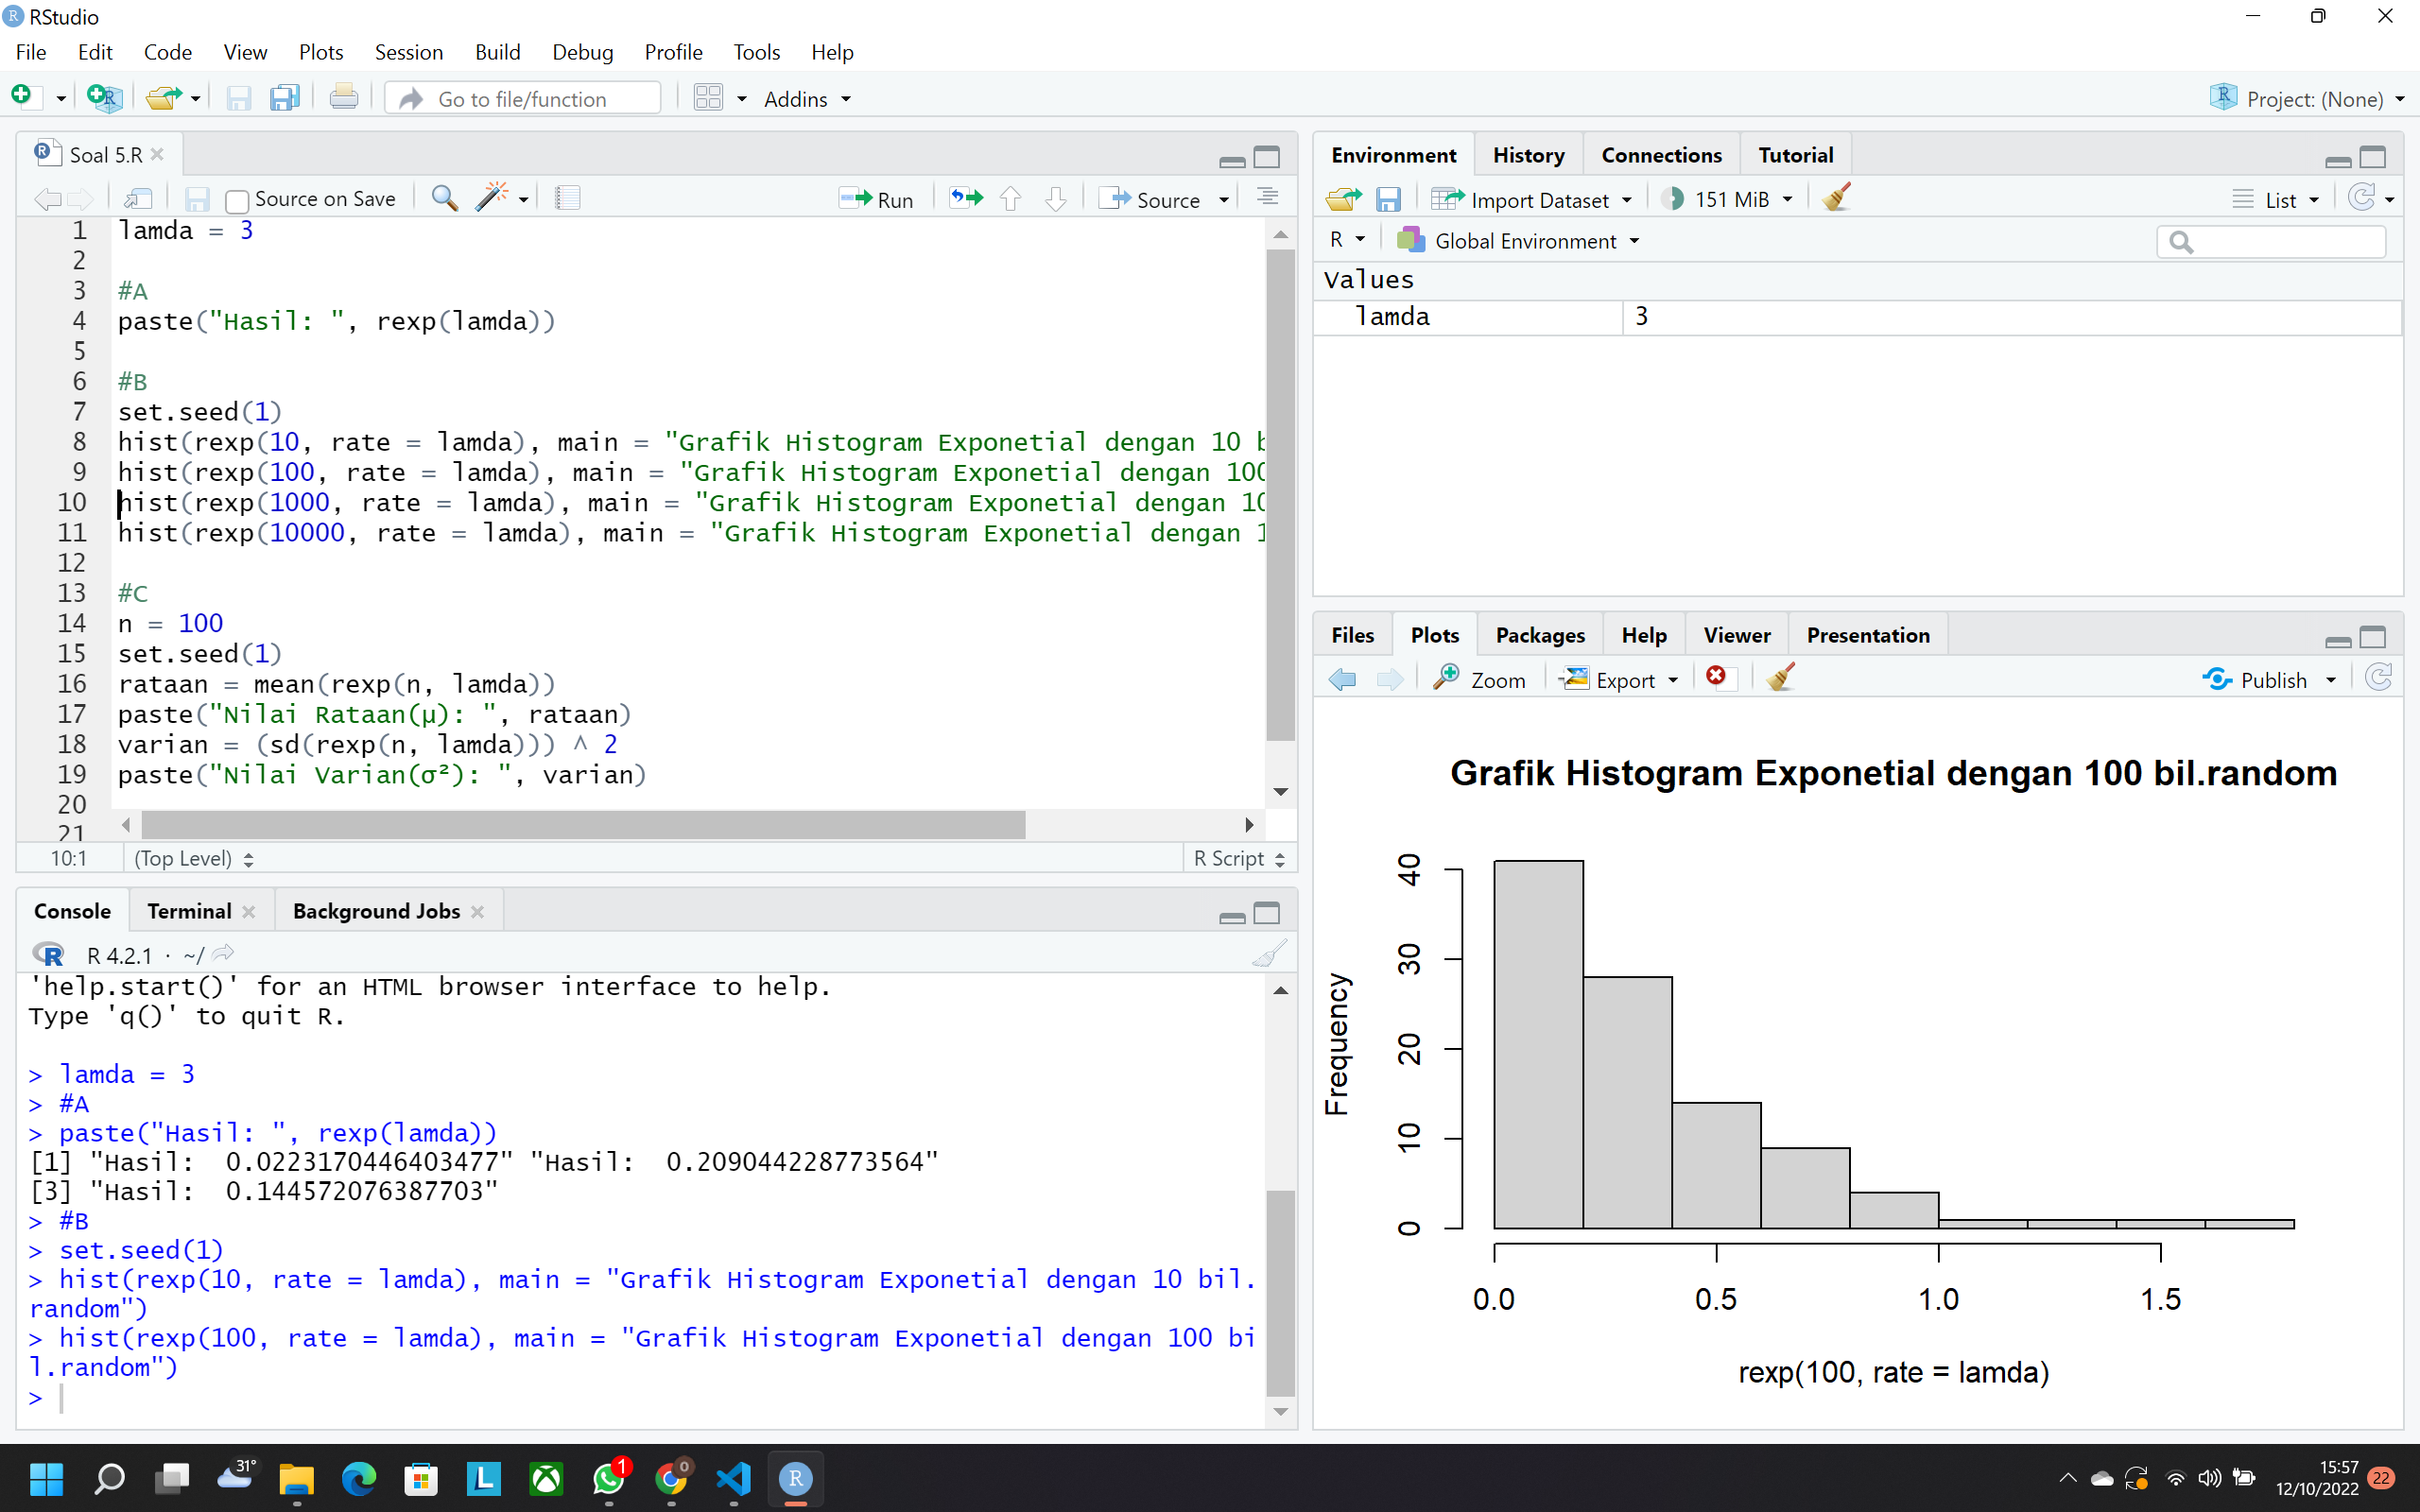 RStudio
File Edit Code View Plots Session Build Debug Profile Tools Help
Go to file/function Addins Project: (None)
Soal 5.R
Source on Save Run Source
1 lamda = 3
2
3 #A
4 paste("Hasil: ", rexp(lamda))
5
6 #B
7 set.seed(1)
8 hist(rexp(10, rate = lamda), main = "Grafik Histogram Exponetial dengan 10 b
9 hist(rexp(100, rate = lamda), main = "Grafik Histogram Exponetial dengan 100
10 hist(rexp(1000, rate = lamda), main = "Grafik Histogram Exponetial dengan 10
11 hist(rexp(10000, rate = lamda), main = "Grafik Histogram Exponetial dengan 1
12
13 #C
14 n = 100
15 set.seed(1)
16 rataan = mean(rexp(n, lamda))
17 paste("Nilai Rataan(μ): ", rataan)
18 varian = (sd(rexp(n, lamda))) ^ 2
19 paste("Nilai Varian(σ²): ", varian)
20
21
10:1 (Top Level) R Script
Console Terminal Background Jobs
R 4.2.1 · ~/
'help.start()' for an HTML browser interface to help.
Type 'q()' to quit R.
> lamda = 3
> #A
> paste("Hasil: ", rexp(lamda))
[1] "Hasil:  0.0223170446403477" "Hasil:  0.209044228773564"
[3] "Hasil:  0.144572076387703"
> #B
> set.seed(1)
> hist(rexp(10, rate = lamda), main = "Grafik Histogram Exponetial dengan 10 bil.
random")
> hist(rexp(100, rate = lamda), main = "Grafik Histogram Exponetial dengan 100 bi
l.random")
>
Environment History Connections Tutorial
Import Dataset 151 MiB List
R Global Environment
Values
lamda 3
Files Plots Packages Help Viewer Presentation
Zoom Export Publish
Grafik Histogram Exponetial dengan 100 bil.random
Frequency
40
30
20
10
0
0.0 0.5 1.0 1.5
rexp(100, rate = lamda)
31°
1
0
15:57
12/10/2022
22